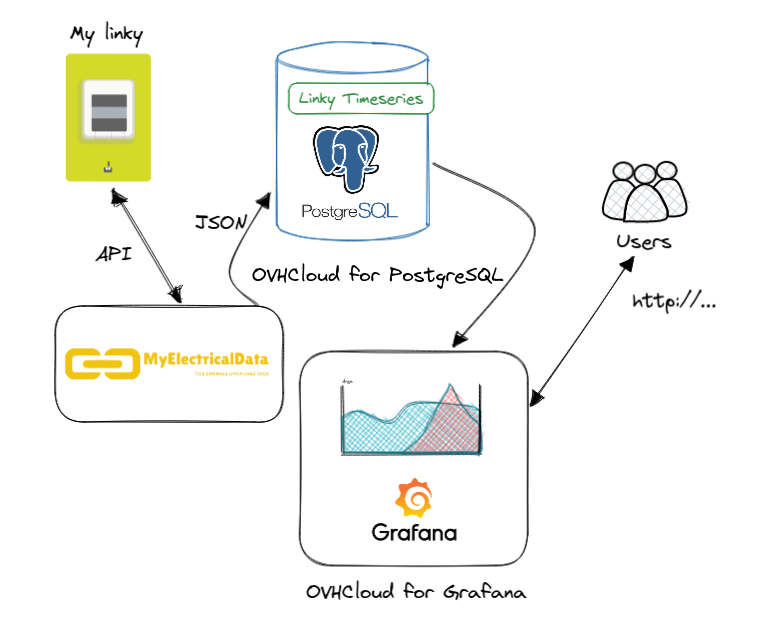 My linky
Linky Timeseries
PostgreSQL
JSON
API
Users
OVHCloud for PostgreSQL
http://...
MyElectricalData
Grafana
OVHCloud for Grafana